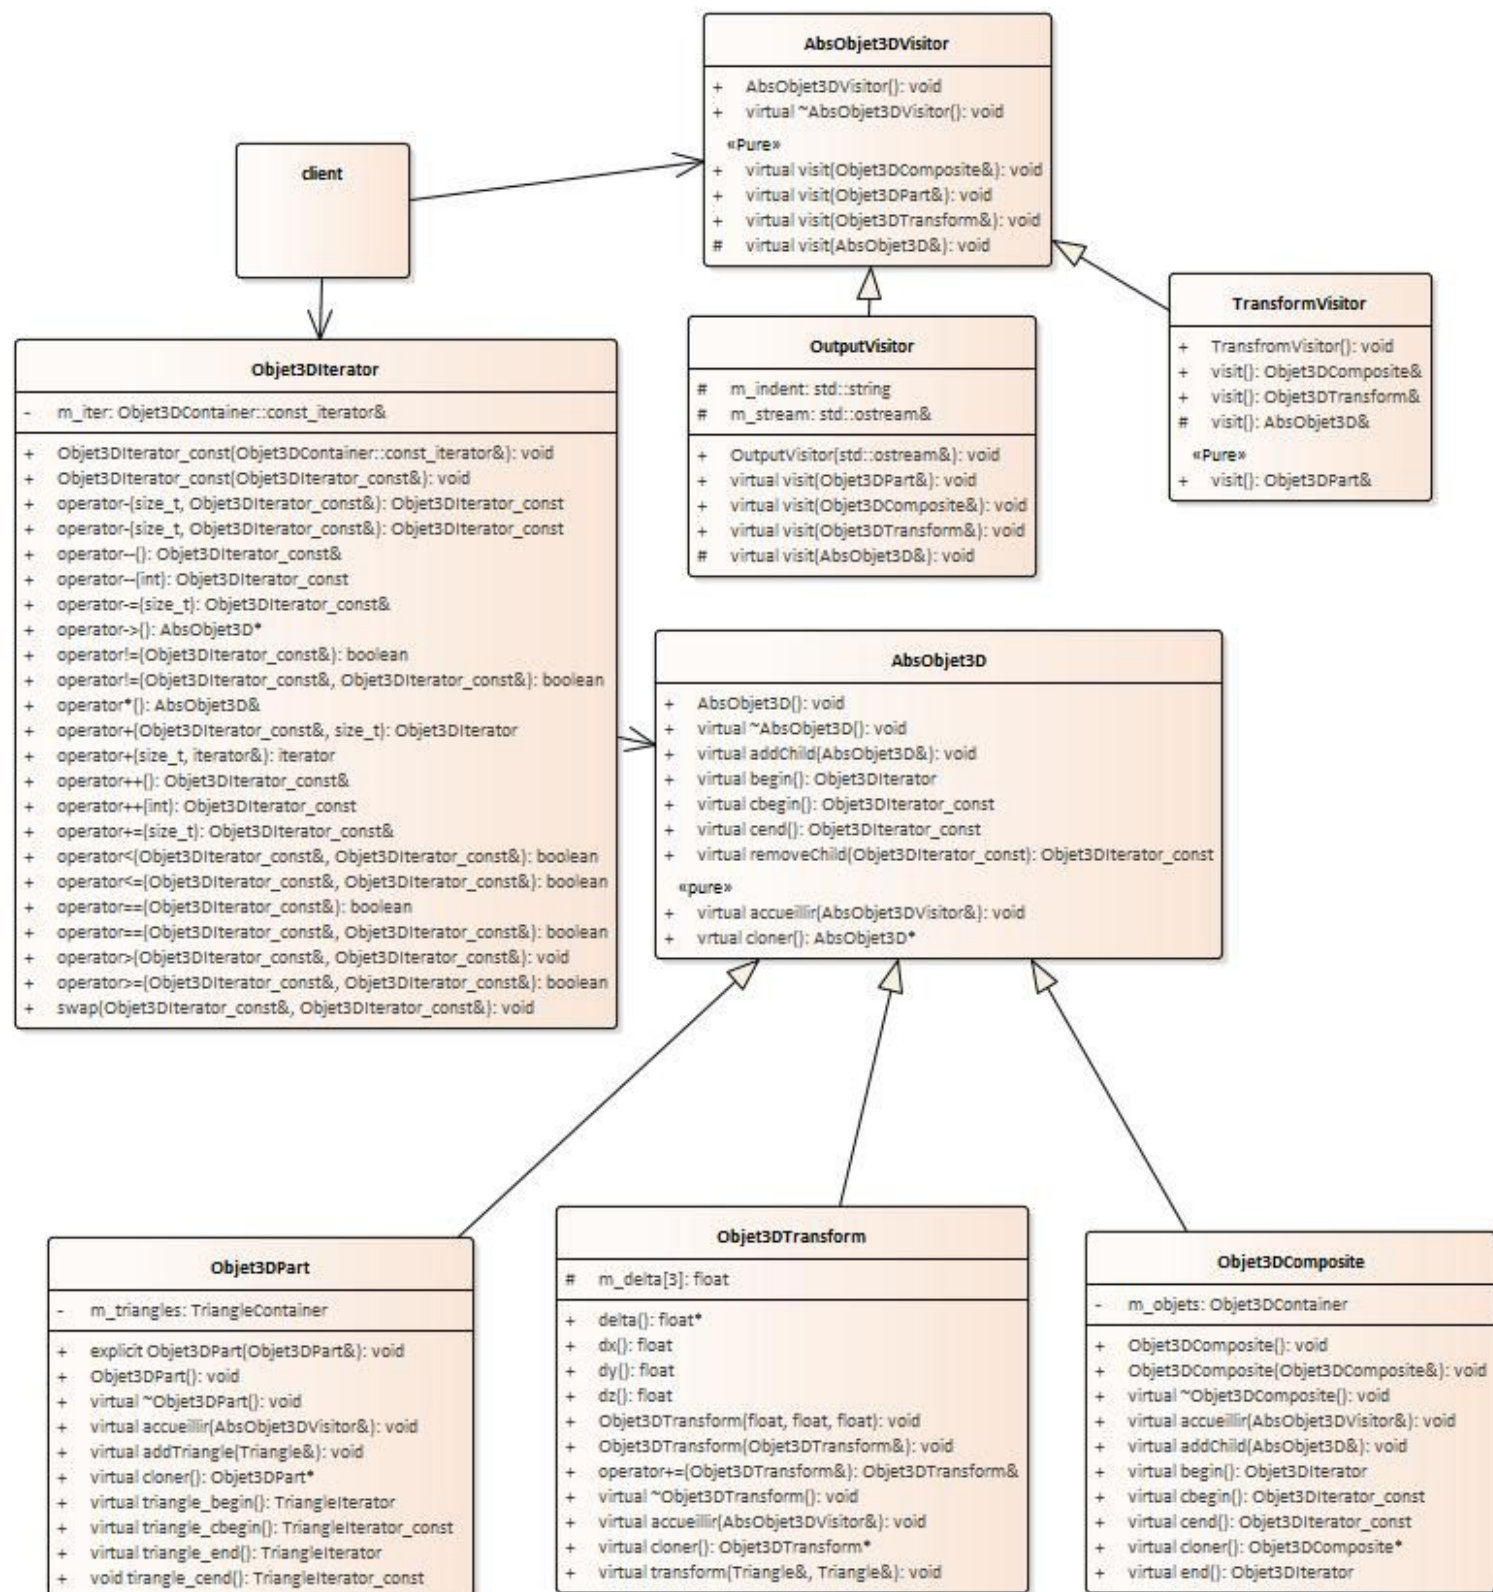 AbsObjet3DVisitor
+ AbsObjet3DVisitor(): void
+ virtual ~AbsObjet3DVisitor(): void
«Pure»
+ virtual visit(Objet3DComposite&): void
+ virtual visit(Objet3DPart&): void
+ virtual visit(Objet3DTransform&): void
# virtual visit(AbsObjet3D&): void
client
TransformVisitor
+ TransfromVisitor(): void
+ visit(): Objet3DComposite&
+ visit(): Objet3DTransform&
# visit(): AbsObjet3D&
«Pure»
+ visit(): Objet3DPart&
OutputVisitor
# m_indent: std::string
# m_stream: std::ostream&
+ OutputVisitor(std::ostream&): void
+ virtual visit(Objet3DPart&): void
+ virtual visit(Objet3DComposite&): void
+ virtual visit(Objet3DTransform&): void
# virtual visit(AbsObjet3D&): void
Objet3DIterator
- m_iter: Objet3DContainer::const_iterator&
+ Objet3DIterator_const(Objet3DContainer::const_iterator&): void
+ Objet3DIterator_const(Objet3DIterator_const&): void
+ operator-(size_t, Objet3DIterator_const&): Objet3DIterator_const
+ operator-(size_t, Objet3DIterator_const&): Objet3DIterator_const
+ operator--(): Objet3DIterator_const&
+ operator--(int): Objet3DIterator_const
+ operator-=(size_t): Objet3DIterator_const&
+ operator->(): AbsObjet3D*
+ operator!=(Objet3DIterator_const&): boolean
+ operator!=(Objet3DIterator_const&, Objet3DIterator_const&): boolean
+ operator*(): AbsObjet3D&
+ operator+(Objet3DIterator_const&, size_t): Objet3DIterator
+ operator+(size_t, iterator&): iterator
+ operator++(): Objet3DIterator_const&
+ operator++(int): Objet3DIterator_const
+ operator+=(size_t): Objet3DIterator_const&
+ operator<(Objet3DIterator_const&, Objet3DIterator_const&): boolean
+ operator<=(Objet3DIterator_const&, Objet3DIterator_const&): boolean
+ operator==(Objet3DIterator_const&): boolean
+ operator==(Objet3DIterator_const&, Objet3DIterator_const&): boolean
+ operator>(Objet3DIterator_const&, Objet3DIterator_const&): void
+ operator>=(Objet3DIterator_const&, Objet3DIterator_const&): boolean
+ swap(Objet3DIterator_const&, Objet3DIterator_const&): void
AbsObjet3D
+ AbsObjet3D(): void
+ virtual ~AbsObjet3D(): void
+ virtual addChild(AbsObjet3D&): void
+ virtual begin(): Objet3DIterator
+ virtual cbegin(): Objet3DIterator_const
+ virtual cend(): Objet3DIterator_const
+ virtual removeChild(Objet3DIterator_const): Objet3DIterator_const
«pure»
+ virtual accueillir(AbsObjet3DVisitor&): void
+ vrtual cloner(): AbsObjet3D*
Objet3DPart
- m_triangles: TriangleContainer
+ explicit Objet3DPart(Objet3DPart&): void
+ Objet3DPart(): void
+ virtual ~Objet3DPart(): void
+ virtual accueillir(AbsObjet3DVisitor&): void
+ virtual addTriangle(Triangle&): void
+ virtual cloner(): Objet3DPart*
+ virtual triangle_begin(): TriangleIterator
+ virtual triangle_cbegin(): TriangleIterator_const
+ virtual triangle_end(): TriangleIterator
+ void tirangle_cend(): TriangleIterator_const
Objet3DTransform
# m_delta[3]: float
+ delta(): float*
+ dx(): float
+ dy(): float
+ dz(): float
+ Objet3DTransform(float, float, float): void
+ Objet3DTransform(Objet3DTransform&): void
+ operator+=(Objet3DTransform&): Objet3DTransform&
+ virtual ~Objet3DTransform(): void
+ virtual accueillir(AbsObjet3DVisitor&): void
+ virtual cloner(): Objet3DTransform*
+ virtual transform(Triangle&, Triangle&): void
Objet3DComposite
- m_objets: Objet3DContainer
+ Objet3DComposite(): void
+ Objet3DComposite(Objet3DComposite&): void
+ virtual ~Objet3DComposite(): void
+ virtual accueillir(AbsObjet3DVisitor&): void
+ virtual addChild(AbsObjet3D&): void
+ virtual begin(): Objet3DIterator
+ virtual cbegin(): Objet3DIterator_const
+ virtual cend(): Objet3DIterator_const
+ virtual cloner(): Objet3DComposite*
+ virtual end(): Objet3DIterator